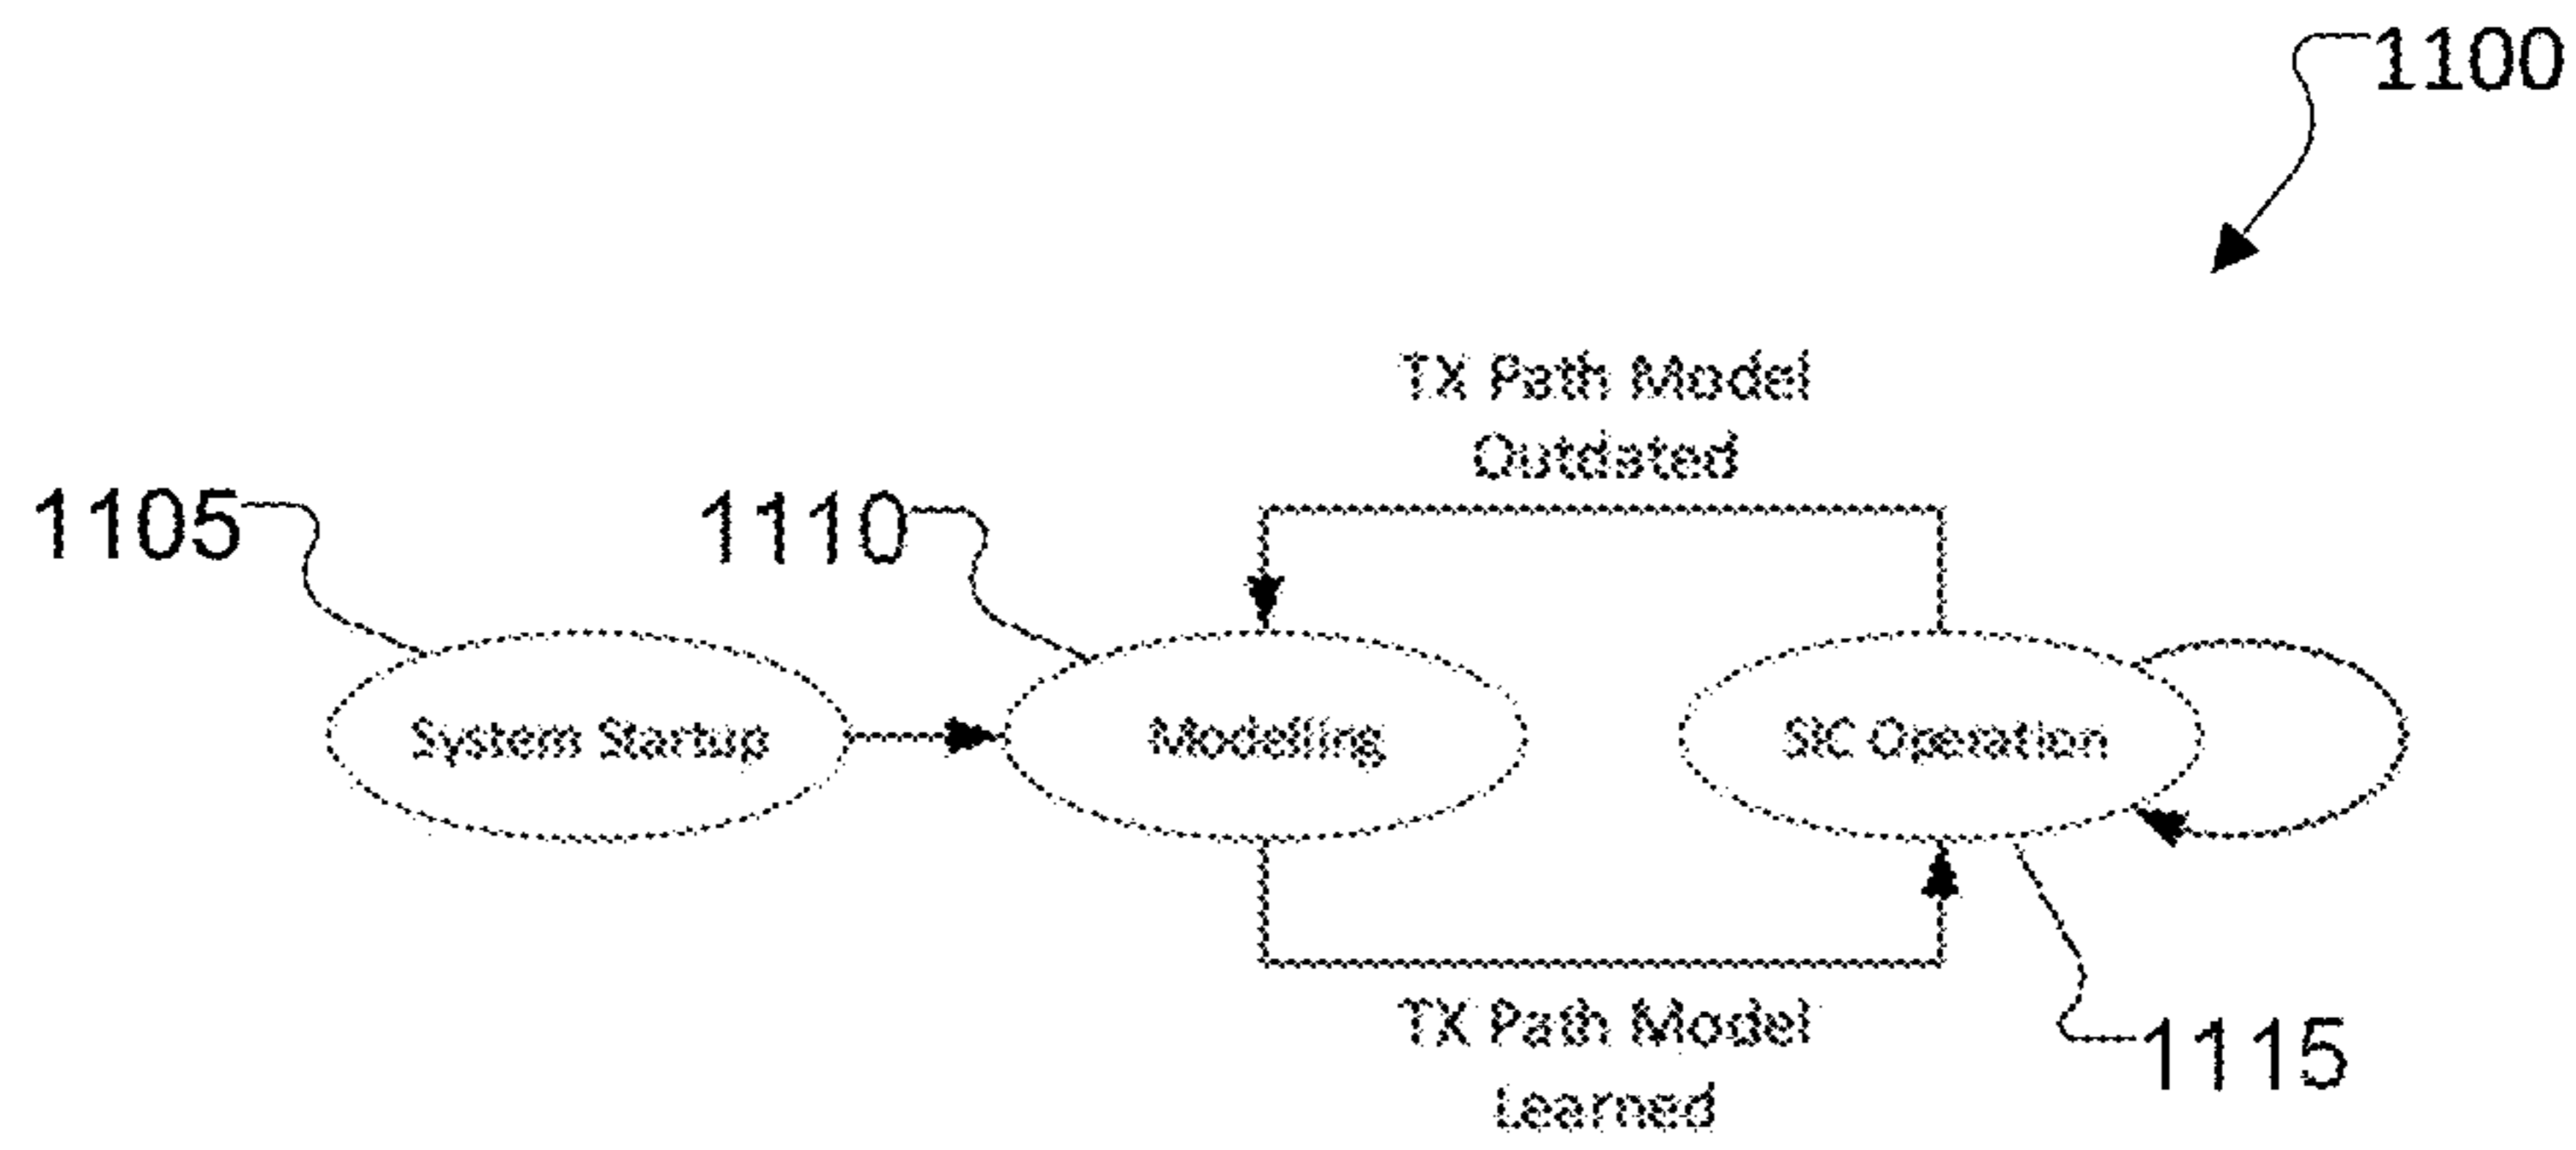 1100
TX Path Model
Outdated
1105
1110
System Startup
Modelling
SIC Operation
TX Path Model
Learned
1115